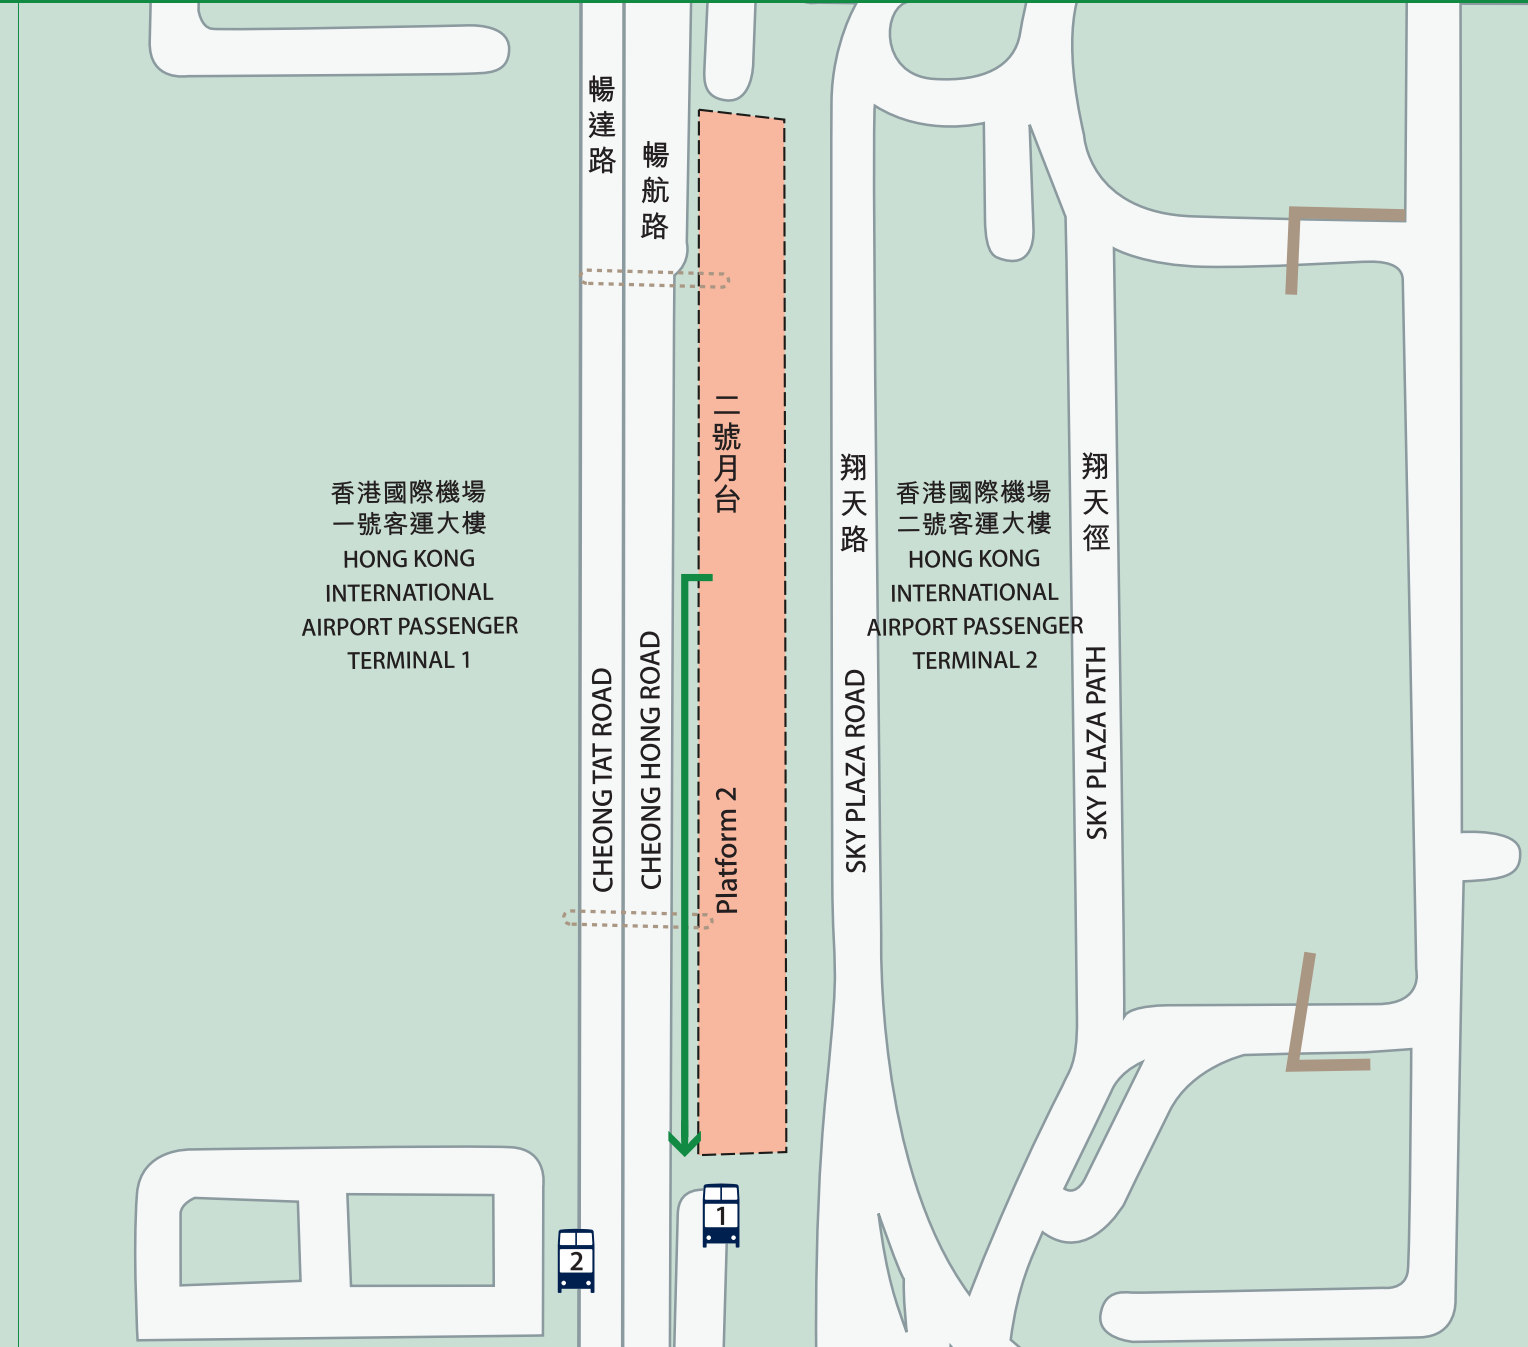 暢達路
暢航路
二號月台
香港國際機場
一號客運大樓
HONG KONG
INTERNATIONAL
AIRPORT PASSENGER
TERMINAL 1
翔天路
香港國際機場
二號客運大樓
HONG KONG
INTERNATIONAL
AIRPORT PASSENGER
TERMINAL 2
翔天徑
CHEONG TAT ROAD
CHEONG HONG ROAD
Platform 2
SKY PLAZA ROAD
SKY PLAZA PATH
1
2